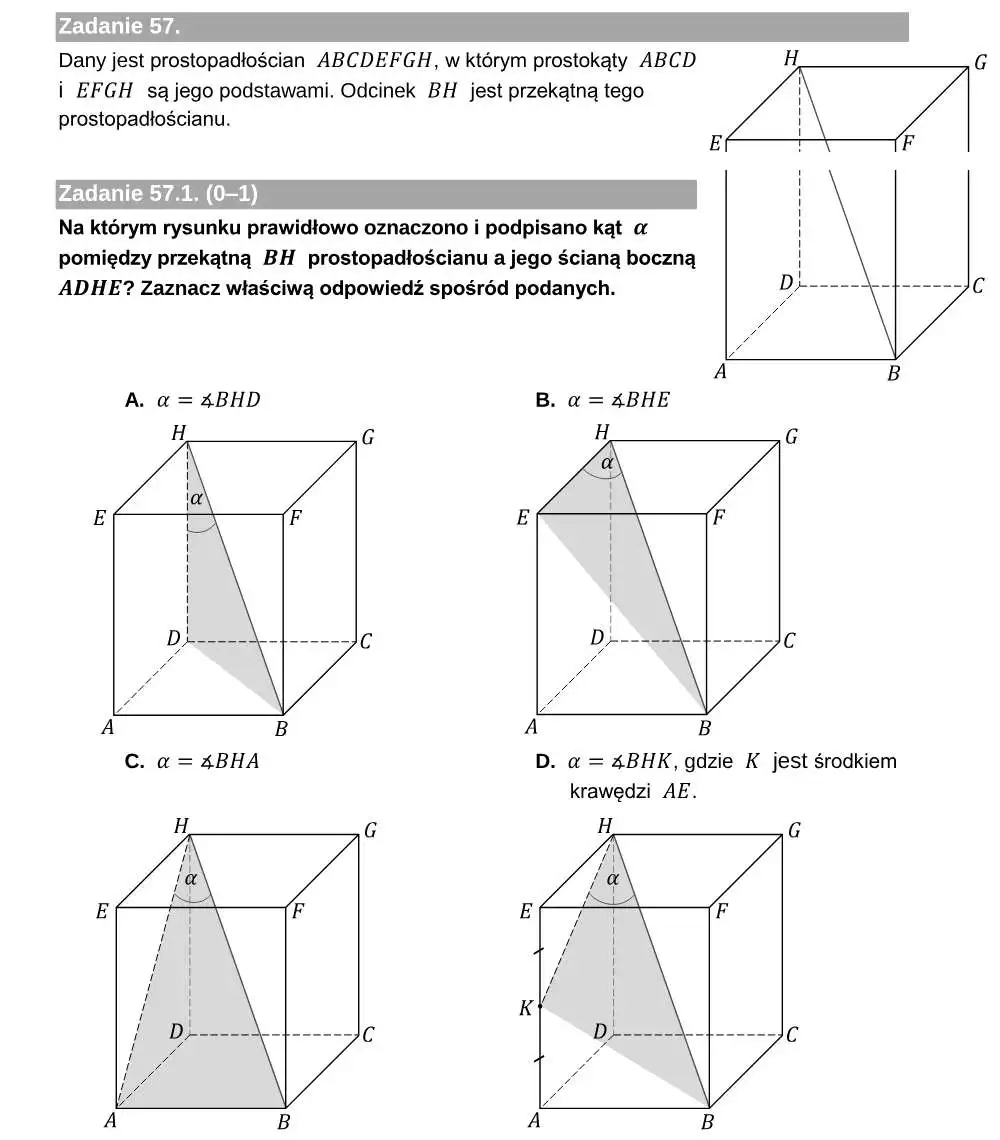 Zadanie 57.
Dany jest prostopadłościan ABCDEFGH, w którym prostokąty ABCD
i EFGH są jego podstawami. Odcinek BH jest przekątną tego
prostopadłościanu.
H
G
E
F
D
C
A
B
Zadanie 57.1. (0–1)
Na którym rysunku prawidłowo oznaczono i podpisano kąt α
pomiędzy przekątną BH prostopadłościanu a jego ścianą boczną
ADHE? Zaznacz właściwą odpowiedź spośród podanych.
A. α = ∡BHD
H
G
α
E
F
D
C
A
B
B. α = ∡BHE
H
G
α
E
F
D
C
A
B
C. α = ∡BHA
H
G
α
E
F
D
C
A
B
D. α = ∡BHK, gdzie K jest środkiem
krawędzi AE.
H
G
α
E
F
K
D
C
A
B